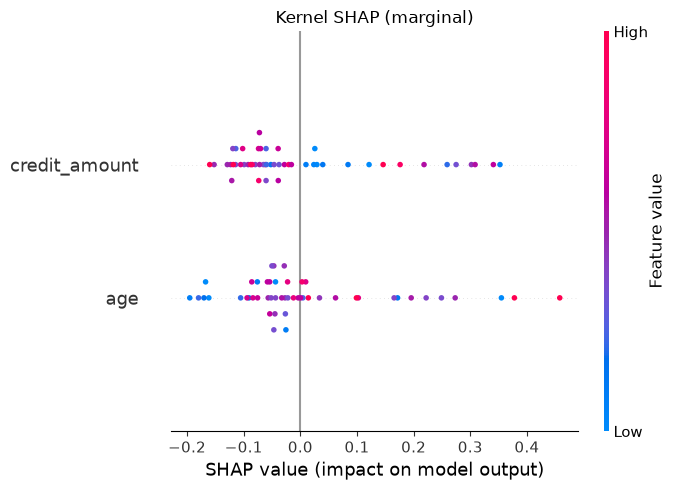 Kernel SHAP (marginal)
High
credit_amount
Feature value
age
Low
−0.2 −0.1 0.0 0.1 0.2 0.3 0.4
SHAP value (impact on model output)